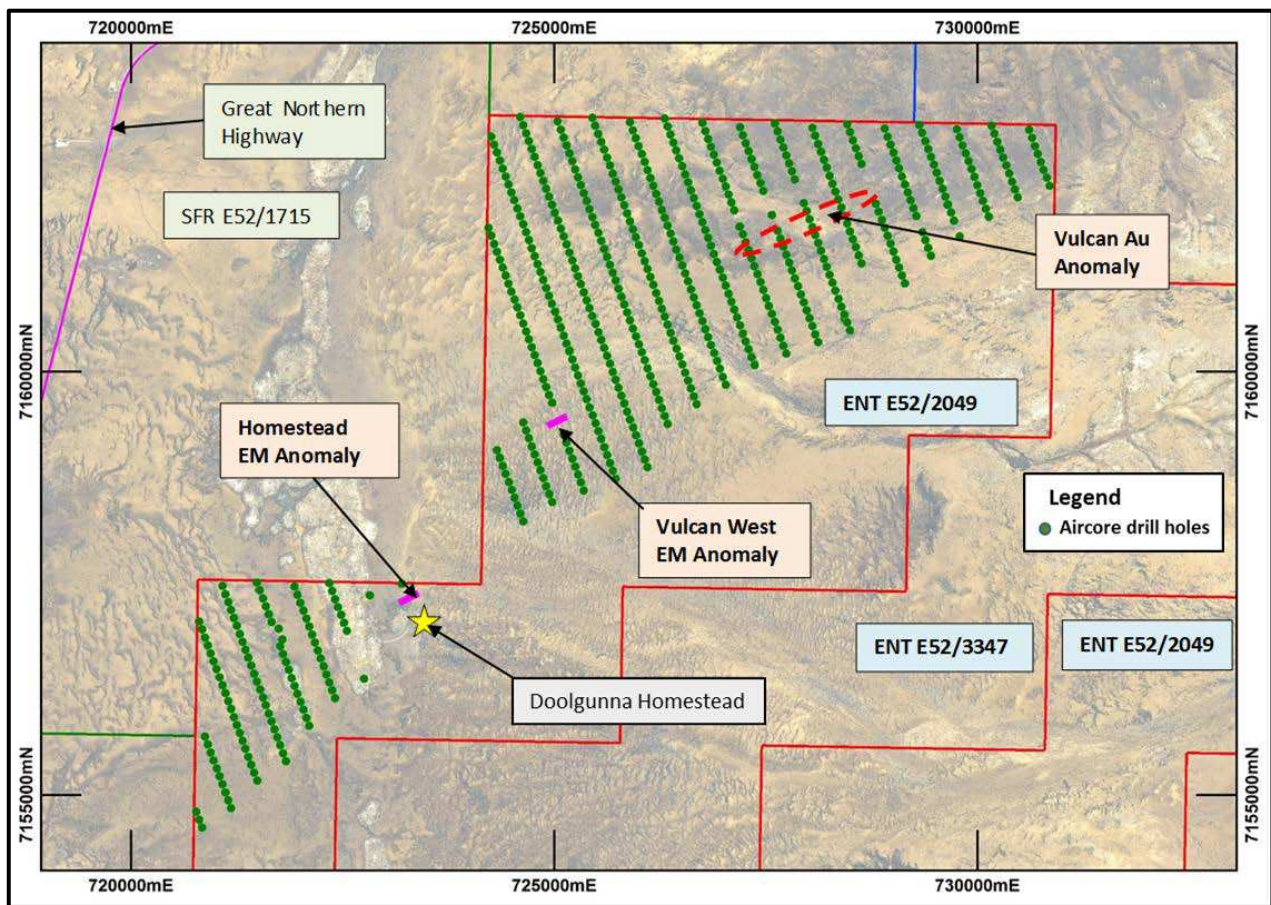 720000mE
725000mE
730000mE
Great Northern
Highway
SFR E52/1715
Vulcan Au
Anomaly
7160000mN
7160000mN
ENT E52/2049
Homestead
EM Anomaly
Legend
Aircore drill holes
Vulcan West
EM Anomaly
ENT E52/3347
ENT E52/2049
Doolgunna Homestead
7155000mN
7155000mN
720000mE
725000mE
730000mE